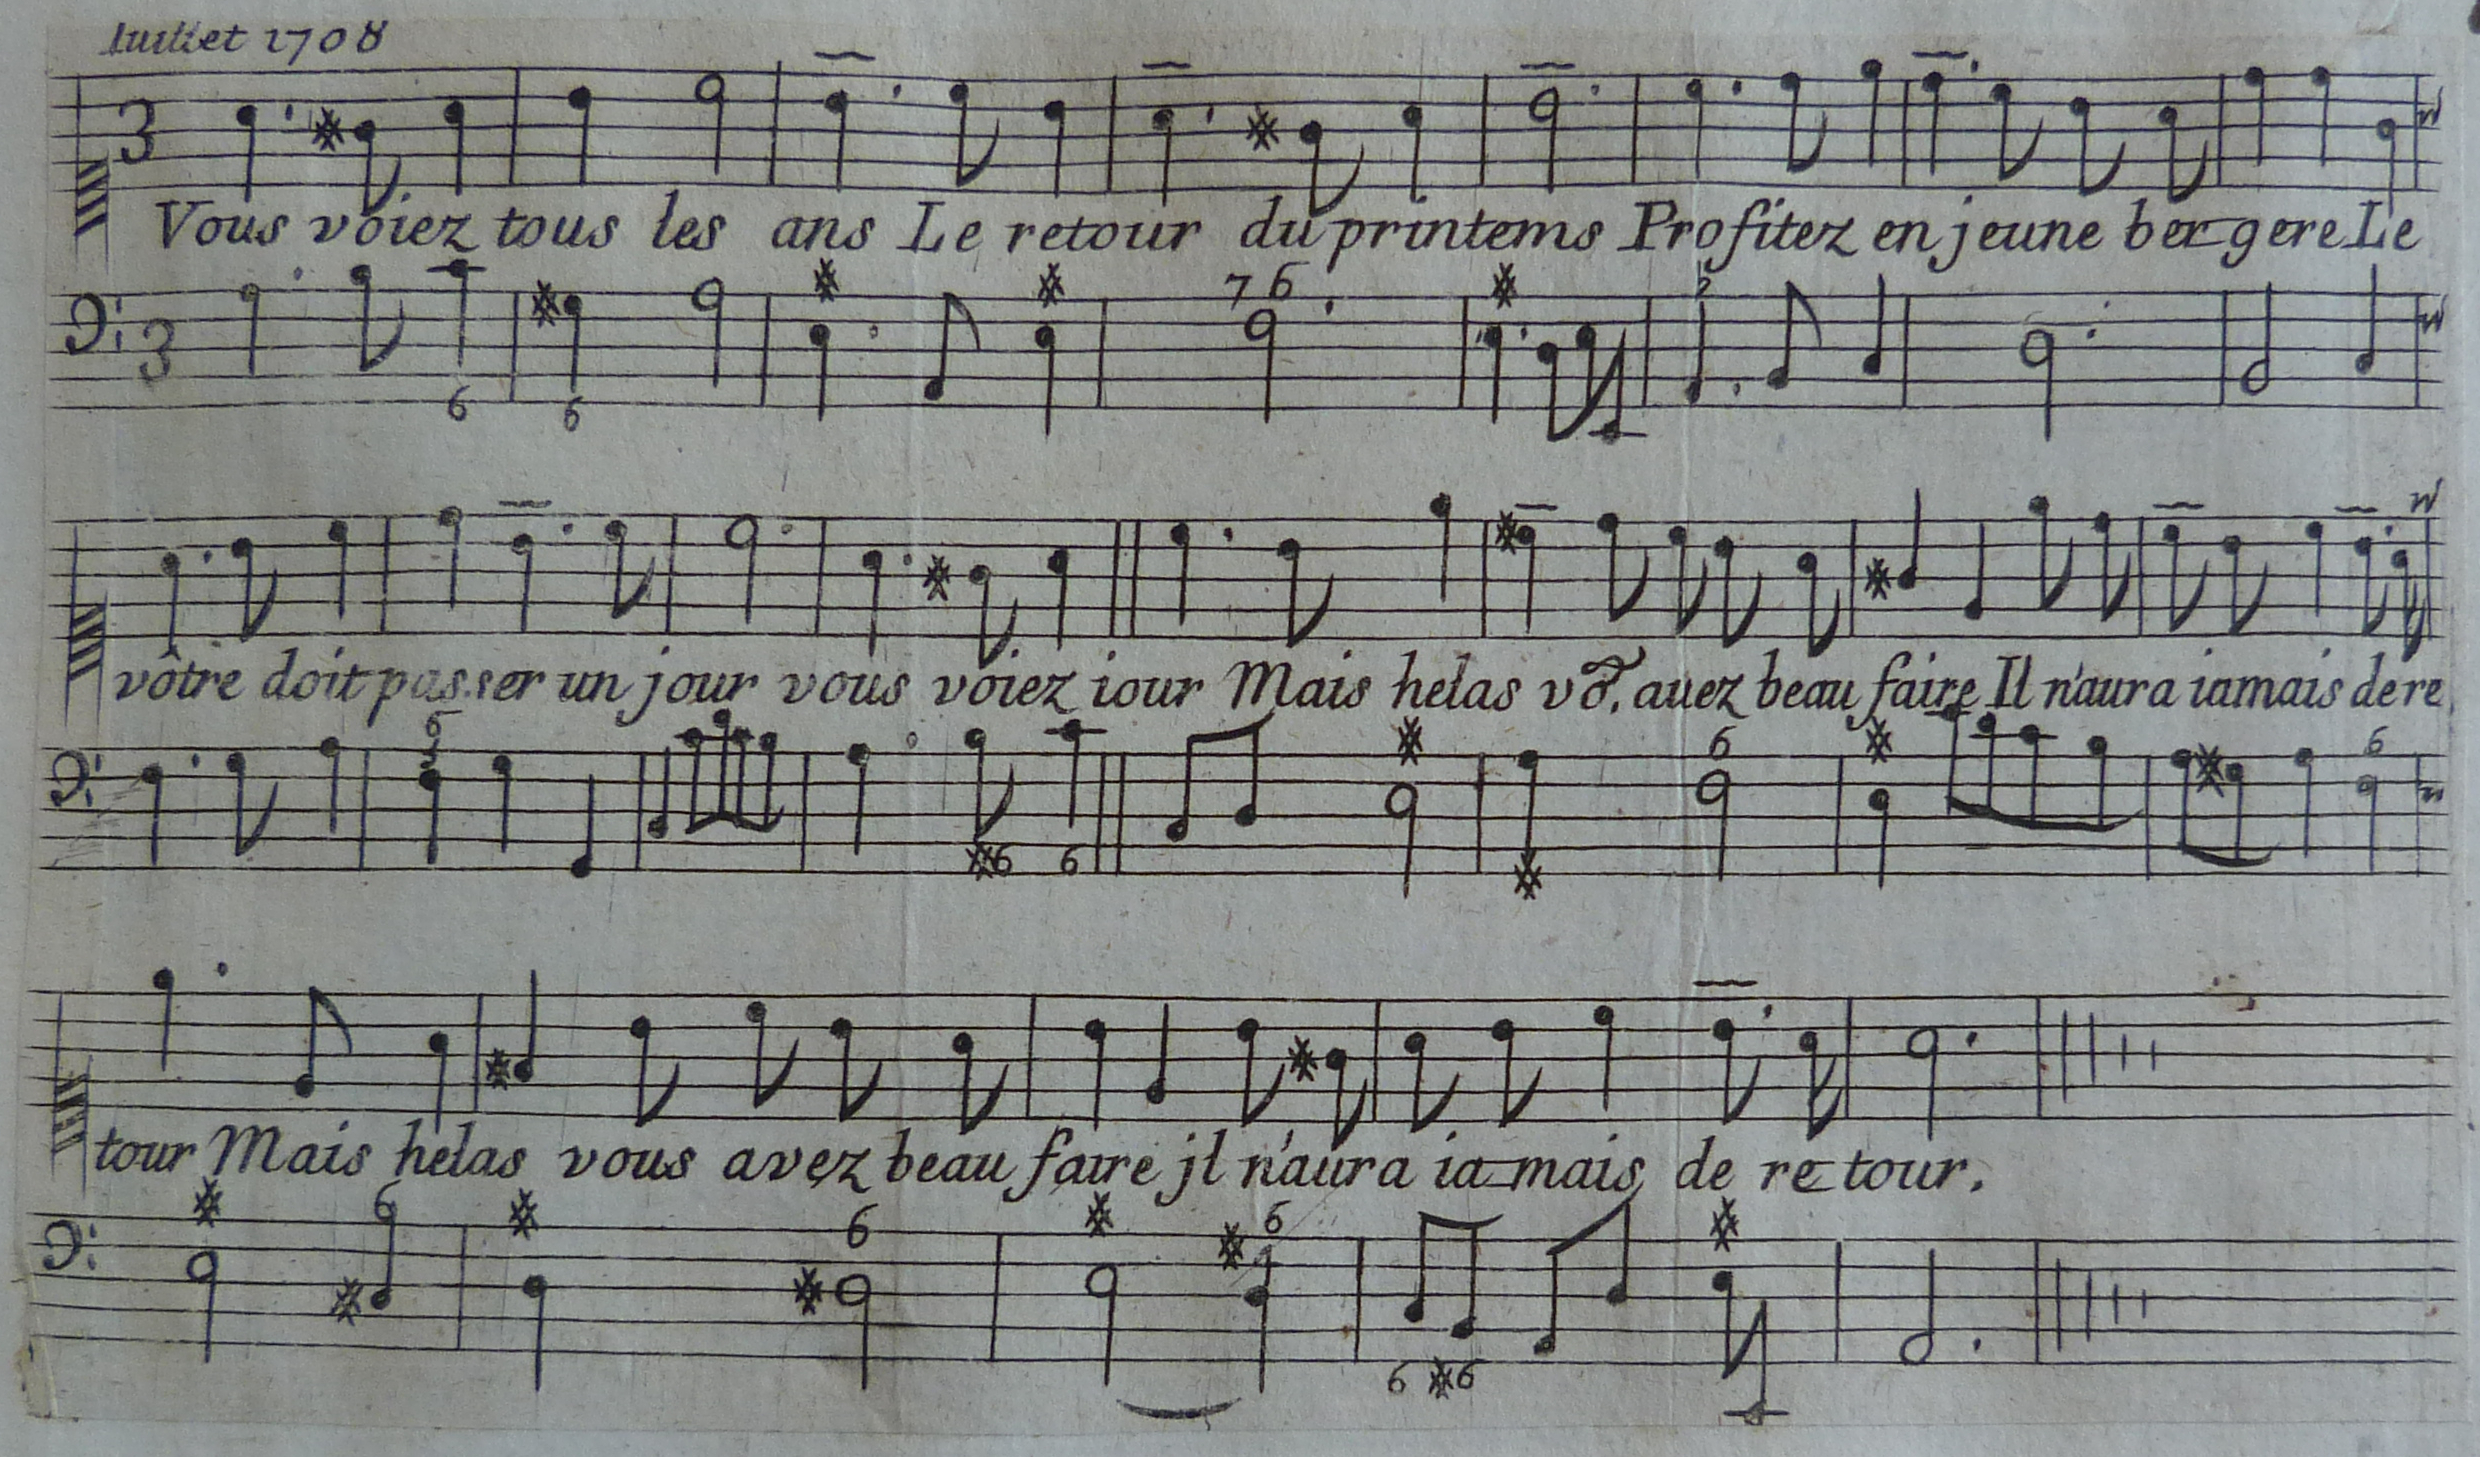 Iuillet 1708
3
Vous voiez tous les ans Le retour du printems Profitez en jeune bergere Le
7 6
3
6 6
vôtre doit passer un jour vous voiez iour Mais helas vo9. auez beau faire Il n'aura iamais de re
6 6 6
6 6
tour Mais helas vous avez beau faire jl n'aura ia-mais de re-tour.
6 6 6
6 6